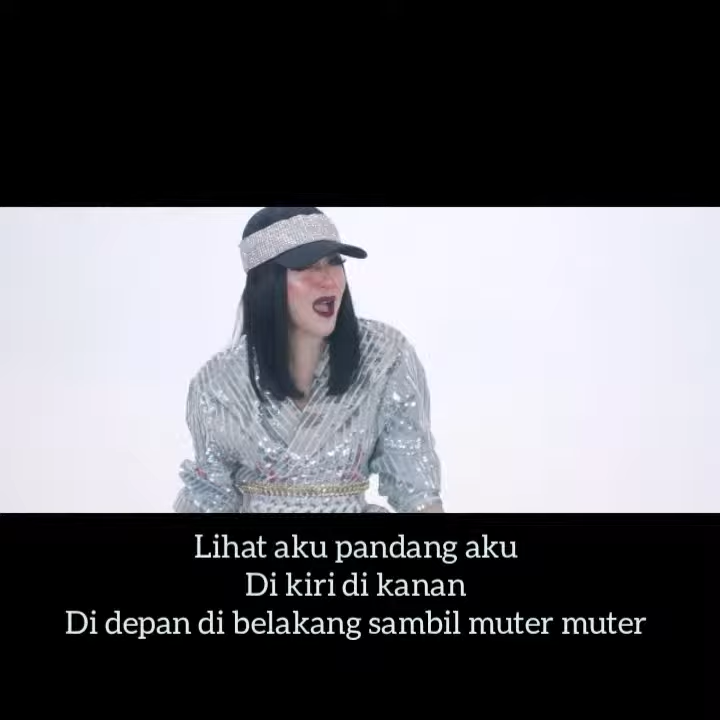 Lihat aku pandang aku
Di kiri di kanan
Di depan di belakang sambil muter muter